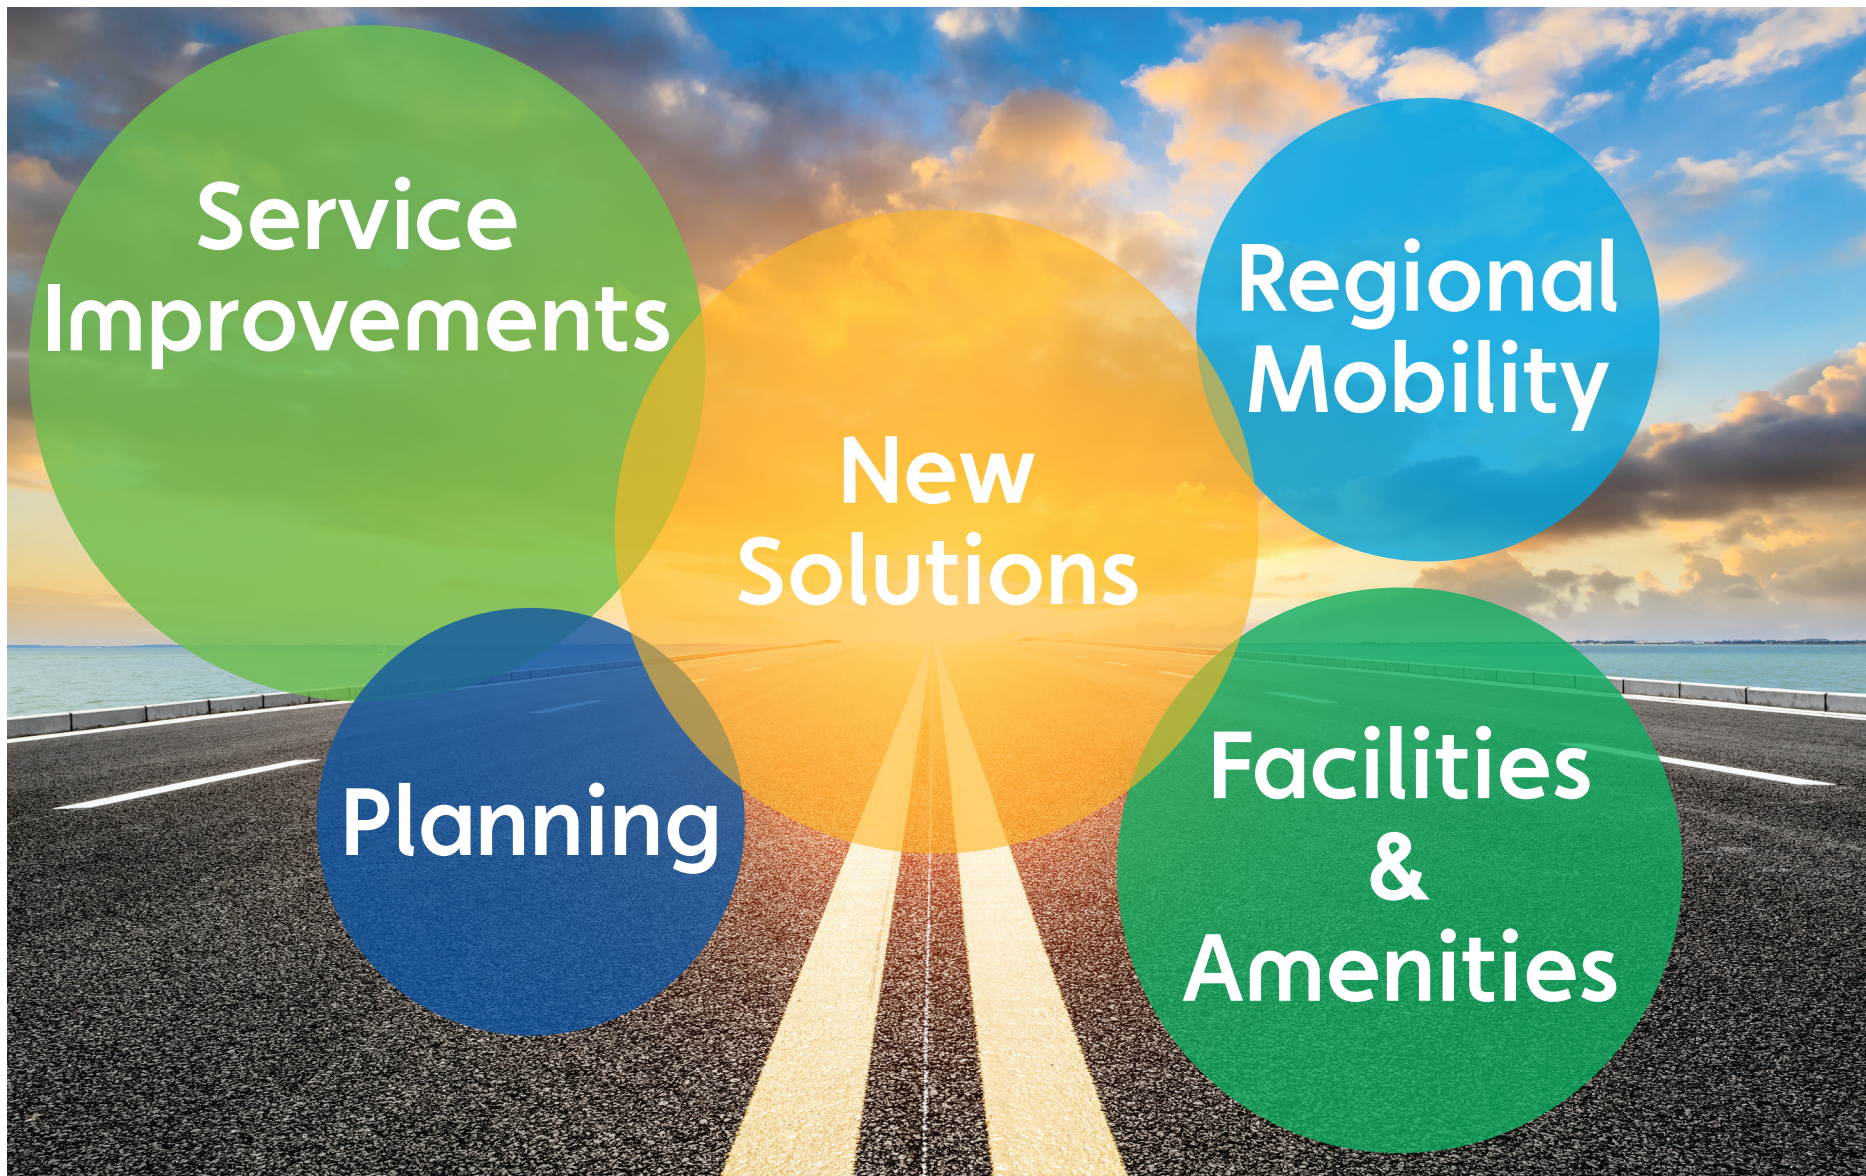 Service
Improvements
New
Solutions
Regional
Mobility
Planning
Facilities
&
Amenities